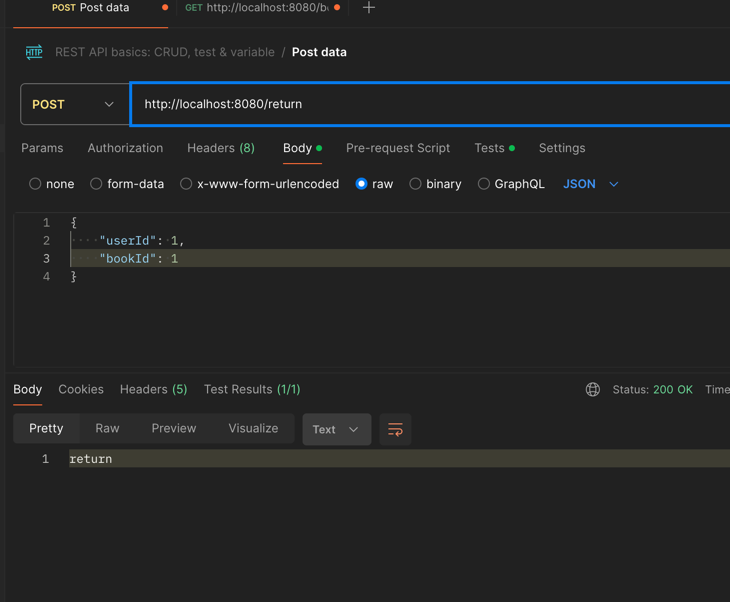 POST Post data GET http://localhost:8080/b
HTTP REST API basics: CRUD, test & variable / Post data
POST http://localhost:8080/return
Params Authorization Headers (8) Body Pre-request Script Tests Settings
none form-data x-www-form-urlencoded raw binary GraphQL JSON
1 {
2 "userId": 1,
3 "bookId": 1
4 }
Body Cookies Headers (5) Test Results (1/1) Status: 200 OK Time
Pretty Raw Preview Visualize Text
1 return